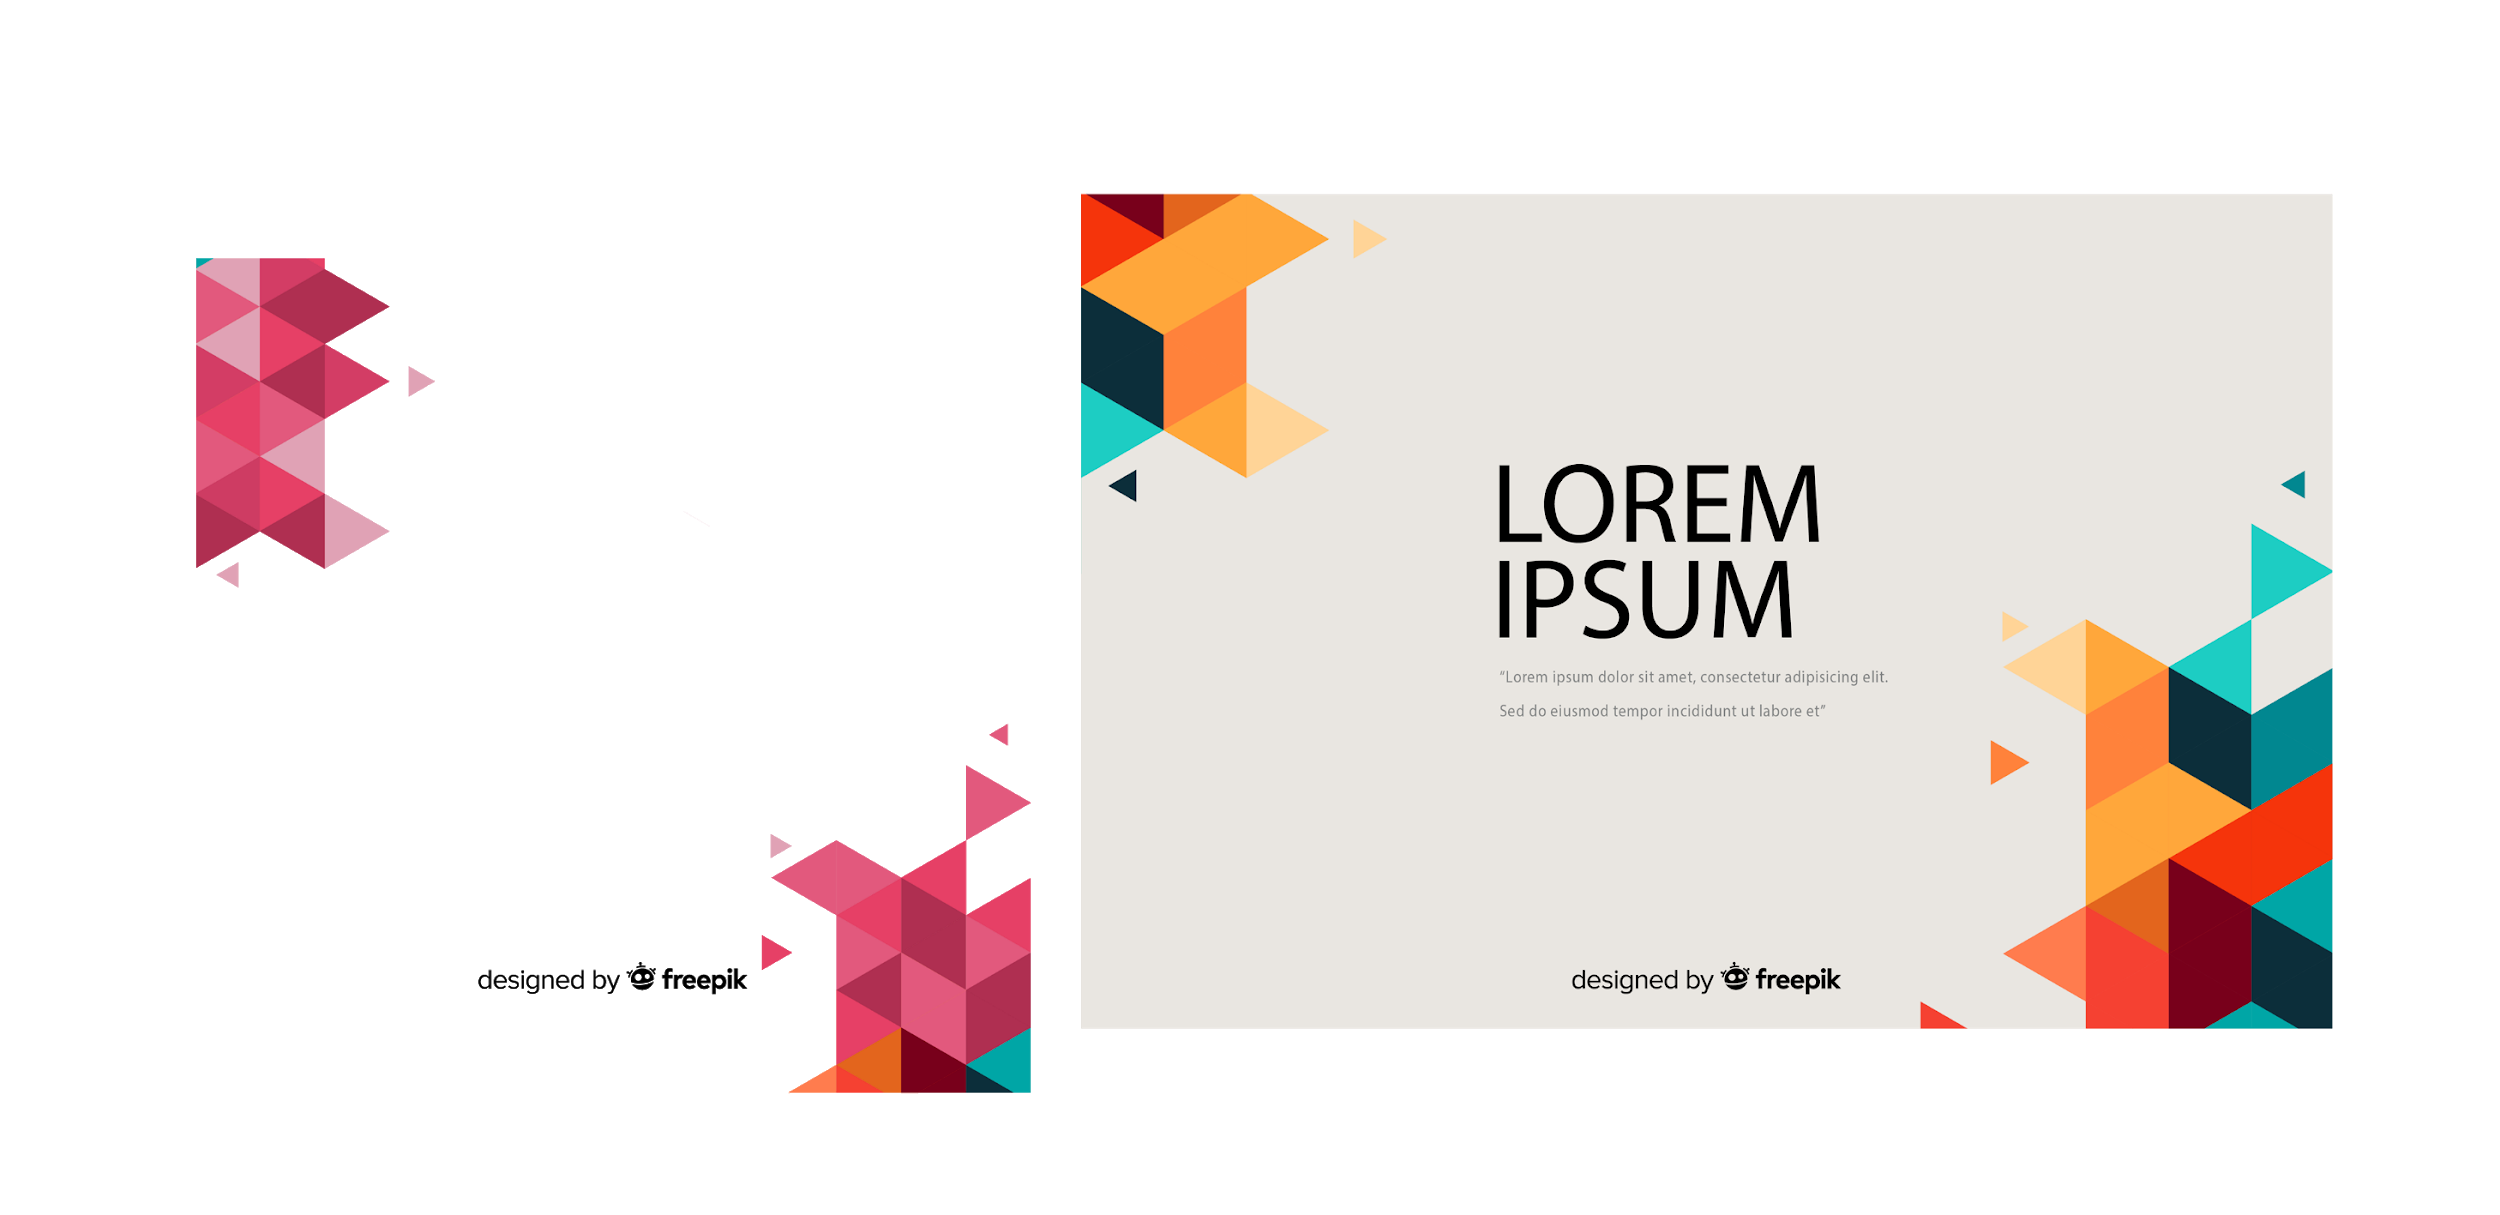 LOREM
IPSUM
“Lorem ipsum dolor sit amet, consectetur adipisicing elit.
Sed do eiusmod tempor incididunt ut labore et”
designed by freepik
designed by freepik